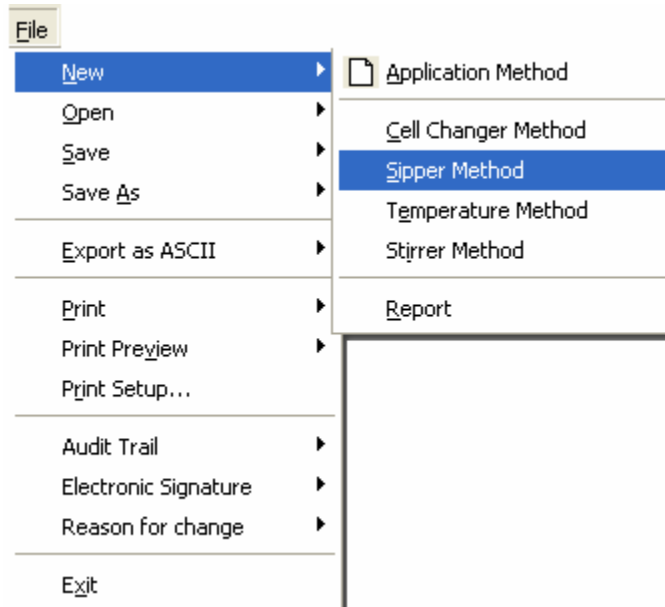 File
New
Open
Save
Save As
Export as ASCII
Print
Print Preview
Print Setup...
Audit Trail
Electronic Signature
Reason for change
Exit
Application Method
Cell Changer Method
Sipper Method
Temperature Method
Stirrer Method
Report